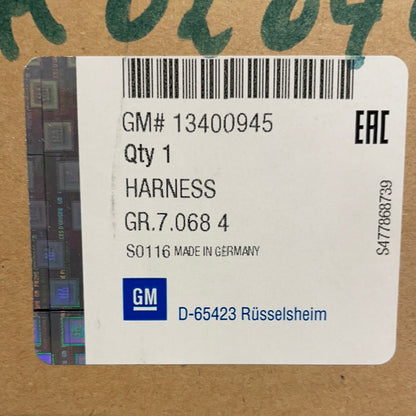 GM# 13400945
EAC
Qty 1
HARNESS
GR.7.068 4
S0116 MADE IN GERMANY
S477868739
GM
D-65423 Rüsselsheim